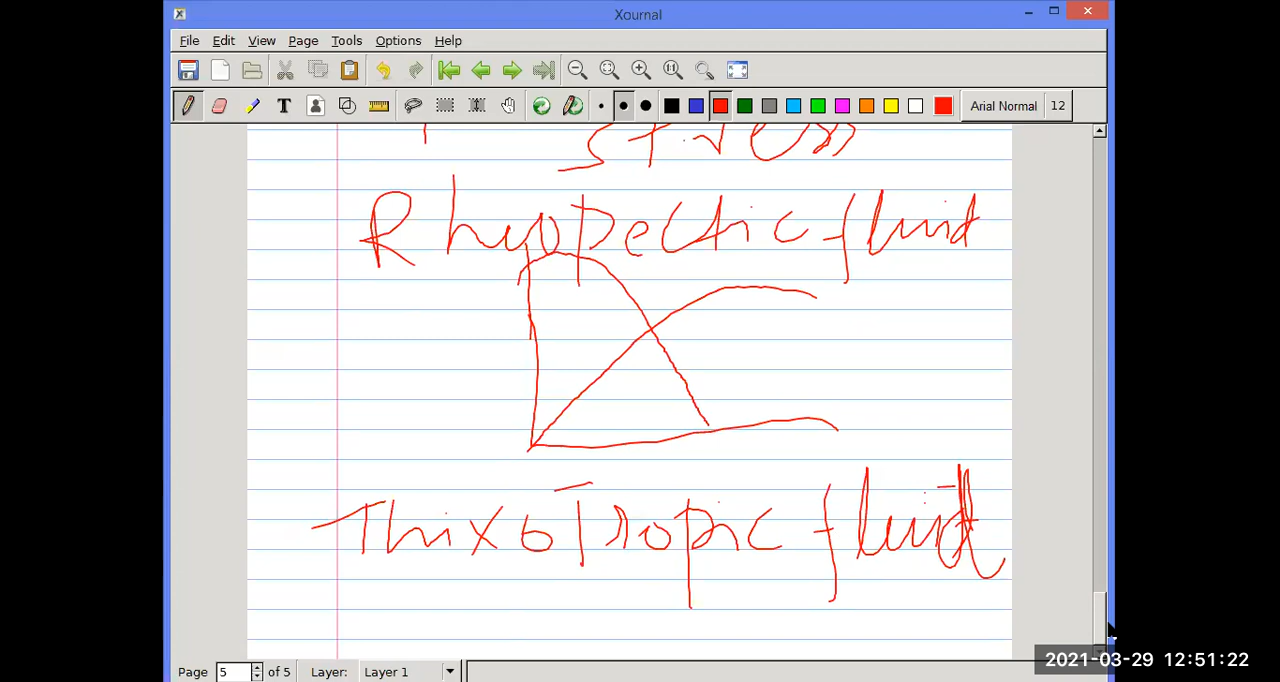 Xournal
File Edit View Page Tools Options Help
Arial Normal 12
Stress
Rhyopectic fluid
Thixotropic fluid
Page 5 of 5 Layer: Layer 1
2021-03-29 12:51:22